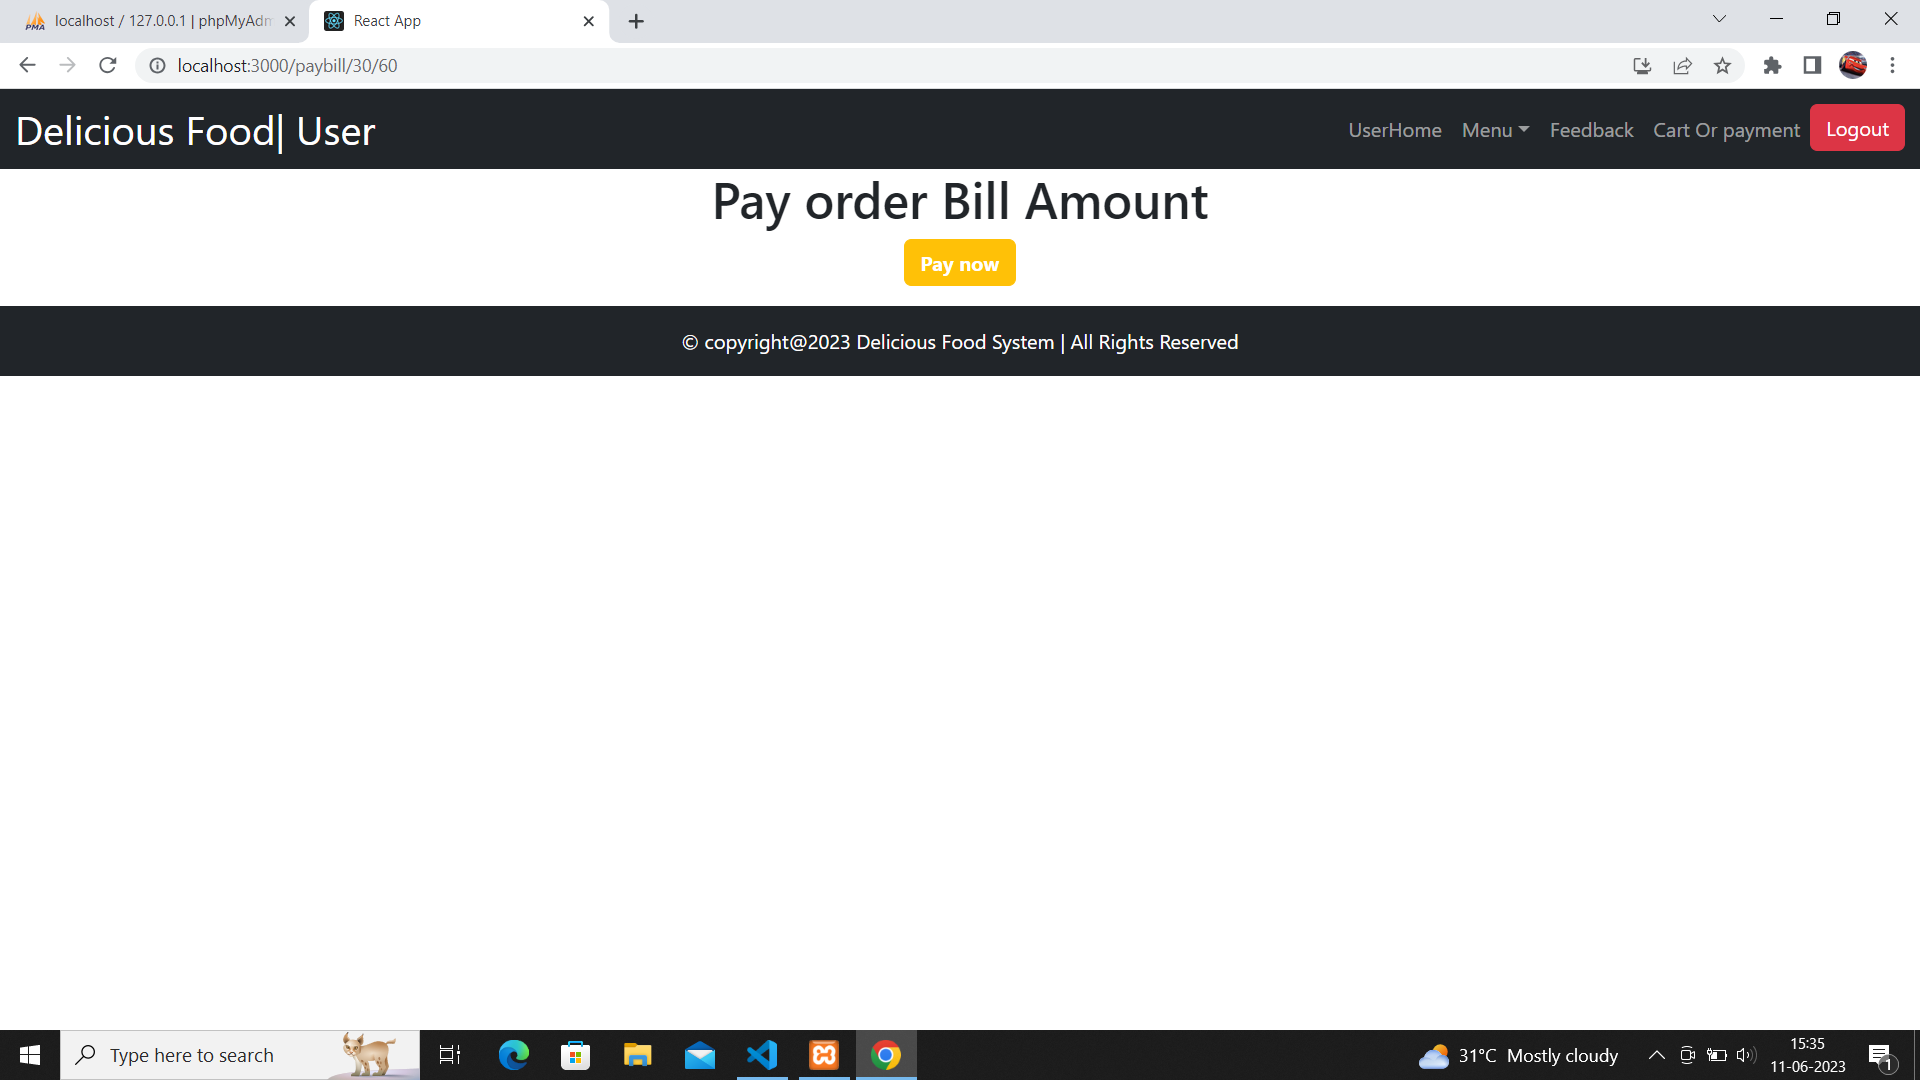 localhost / 127.0.0.1 | phpMyAdm
React App
localhost:3000/paybill/30/60
Delicious Food| User
UserHome
Menu
Feedback
Cart Or payment
Logout
Pay order Bill Amount
Pay now
© copyright@2023 Delicious Food System | All Rights Reserved
Type here to search
31°C Mostly cloudy
15:35
11-06-2023
1
PMA